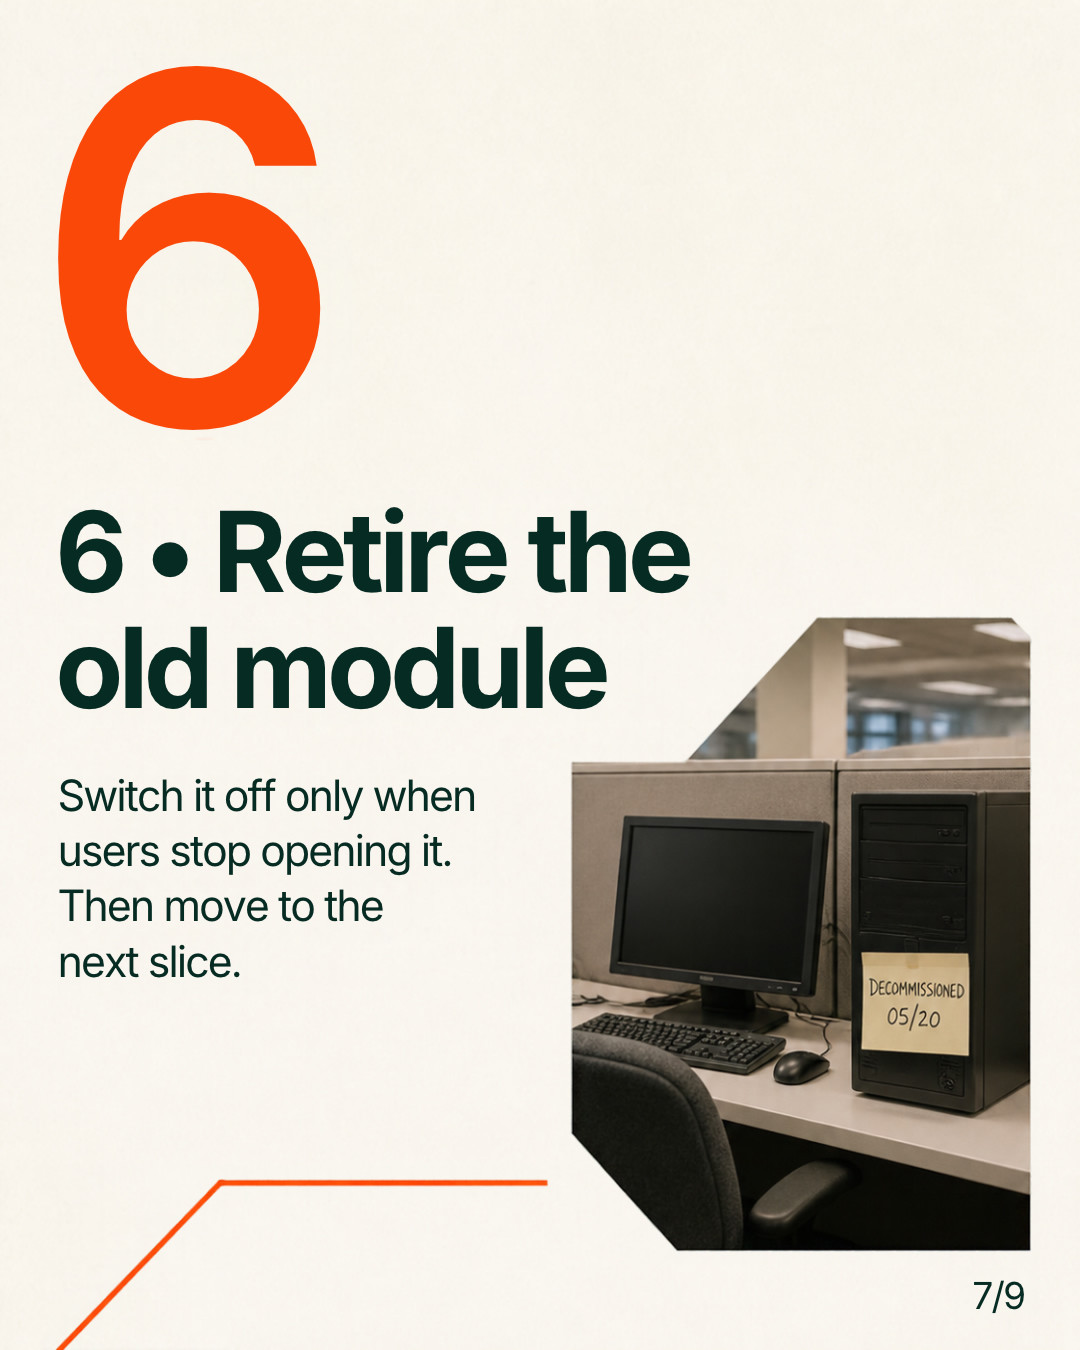 6
6 • Retire the
old module
Switch it off only when
users stop opening it.
Then move to the
next slice.
DECOMMISSIONED
05/20
7/9